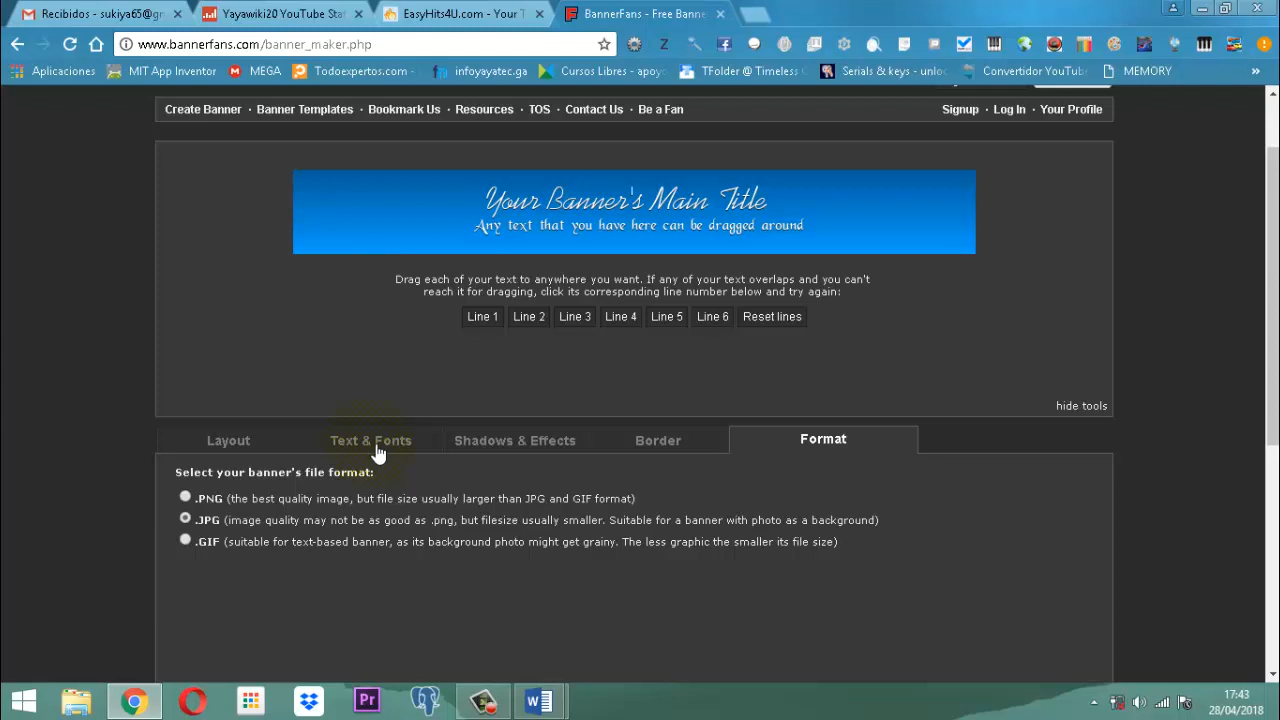 Recibidos - sukiya65@gr
Yayawiki20 YouTube Stat
EasyHits4U.com - Your T
BannerFans - Free Banne
www.bannerfans.com/banner_maker.php
Aplicaciones
MIT App Inventor
MEGA
Todoexpertos.com -
infoyayatec.ga
Cursos Libres - apoyo
TFolder @ Timeless
Serials & keys - unloc
Convertidor YouTub
MEMORY
Create Banner · Banner Templates · Bookmark Us · Resources · TOS · Contact Us · Be a Fan
Signup · Log In · Your Profile
Your Banner's Main Title
Any text that you have here can be dragged around
Drag each of your text to anywhere you want. If any of your text overlaps and you can't
reach it for dragging, click its corresponding line number below and try again:
Line 1 Line 2 Line 3 Line 4 Line 5 Line 6 Reset lines
hide tools
Layout
Text & Fonts
Shadows & Effects
Border
Format
Select your banner's file format:
.PNG (the best quality image, but file size usually larger than JPG and GIF format)
.JPG (image quality may not be as good as .png, but filesize usually smaller. Suitable for a banner with photo as a background)
.GIF (suitable for text-based banner, as its background photo might get grainy. The less graphic the smaller its file size)
Pr
17:43
28/04/2018